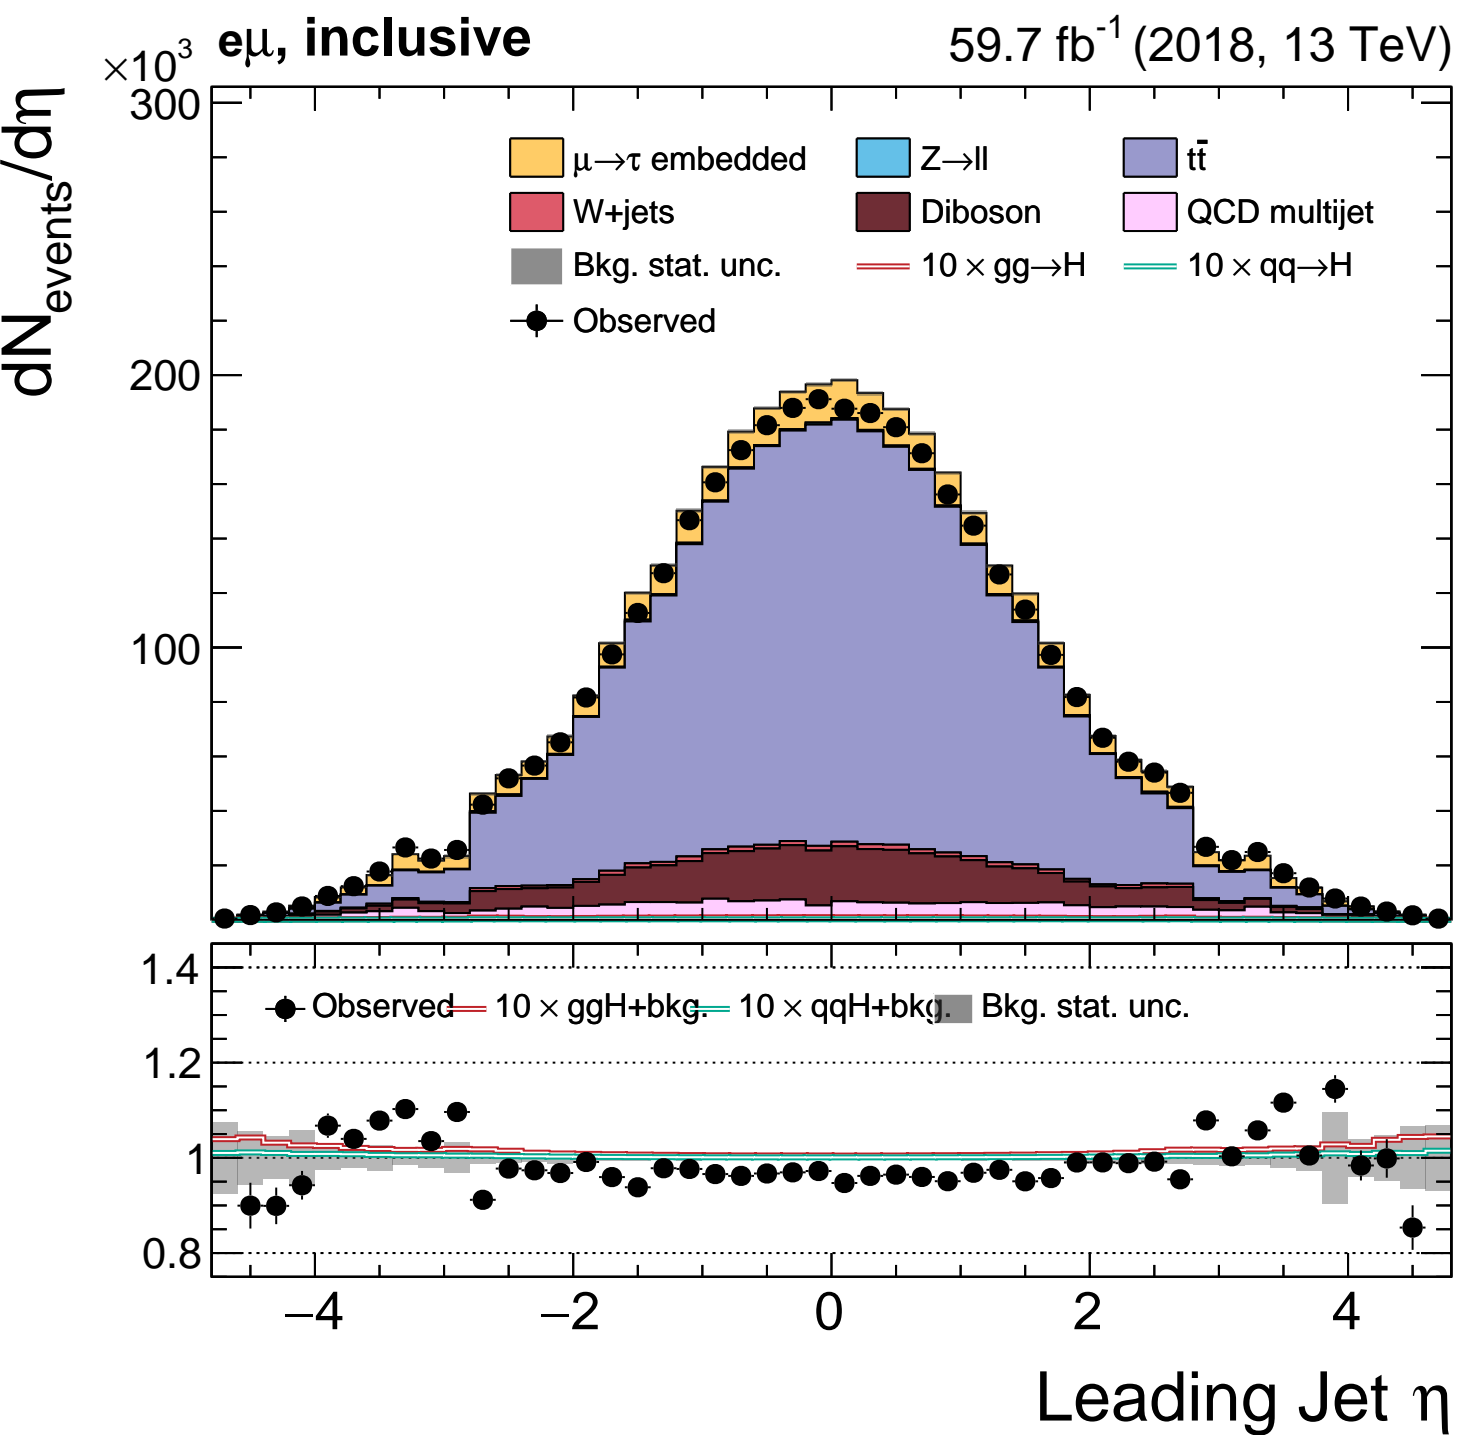 ×10³ eμ, inclusive 59.7 fb⁻¹ (2018, 13 TeV)
dN_events/dη
300
200
100
μ→τ embedded Z→ll tt̄
W+jets Diboson QCD multijet
Bkg. stat. unc. 10 × gg→H 10 × qq→H
Observed
1.4
1.2
1
0.8
Observed 10 × ggH+bkg. 10 × qqH+bkg. Bkg. stat. unc.
−4 −2 0 2 4
Leading Jet η